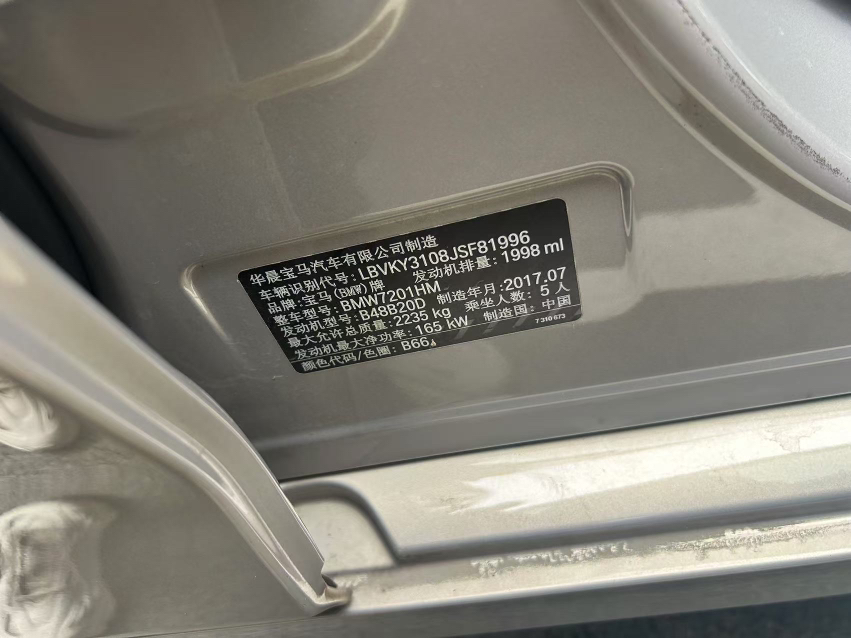 华晨宝马汽车有限公司制造
车辆识别代号: LBVKY3108JSF81996
品牌: 宝马(BMW)牌 发动机排量: 1998 ml
整车型号: BMW7201HM
发动机型号: B48B20D 制造年月: 2017.07
最大允许总质量: 2235 kg 乘坐人数: 5 人
发动机最大净功率: 165 kW 制造国: 中国
颜色代码/色圈: B66 7 310 673